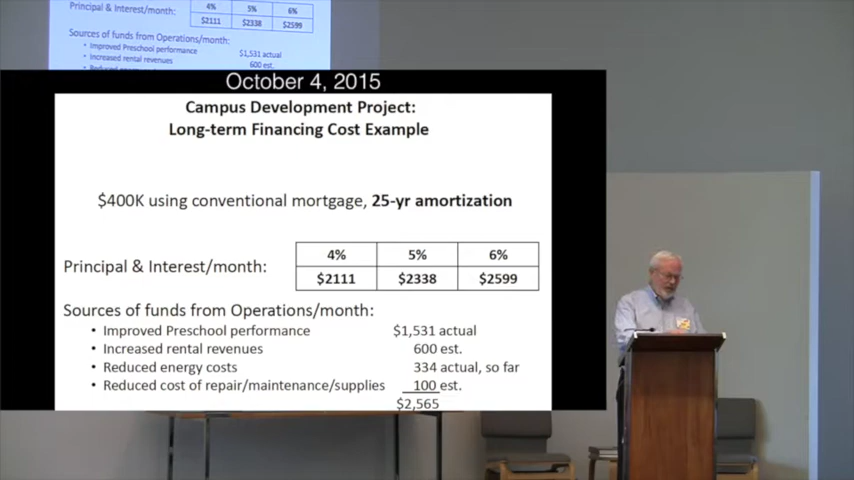 Principal & Interest/month:
4% 5% 6%
$2111 $2338 $2599
Sources of funds from Operations/month:
• Improved Preschool performance $1,531 actual
• Increased rental revenues 600 est.
October 4, 2015
Campus Development Project:
Long-term Financing Cost Example
$400K using conventional mortgage, 25-yr amortization
4% 5% 6%
Principal & Interest/month:
$2111 $2338 $2599
Sources of funds from Operations/month:
• Improved Preschool performance $1,531 actual
• Increased rental revenues 600 est.
• Reduced energy costs 334 actual, so far
• Reduced cost of repair/maintenance/supplies 100 est.
$2,565